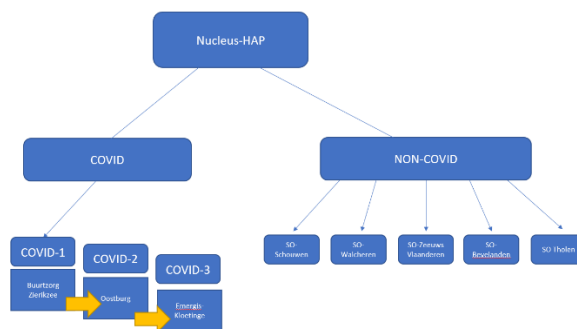 Nucleus-HAP
COVID
NON-COVID
COVID-1
COVID-2
COVID-3
Buurtzorg
Zierikzee
Oostburg
Emergis-
Kloetinge
SO-
Schouwen
SO-
Walcheren
SO-Zeeuws
Vlaanderen
SO-
Bevelanden
SO Tholen